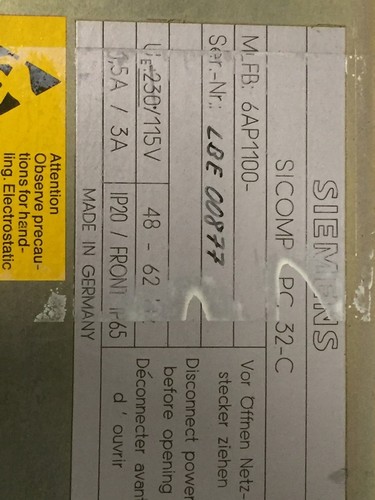 SIEMENS
SICOMP PC 32-C
MLFB: 6AP1100-
Ser.-Nr.: LBE 00877
UE 230/115V 48 - 62
1,5A / 3A IP20 / FRONT IP65
MADE IN GERMANY
Vor Öffnen Netz-
stecker ziehen
Disconnect power
before opening
Déconnecter avant
d'ouvrir
Attention
Observe precau-
tions for hand-
ling. Electrostatic